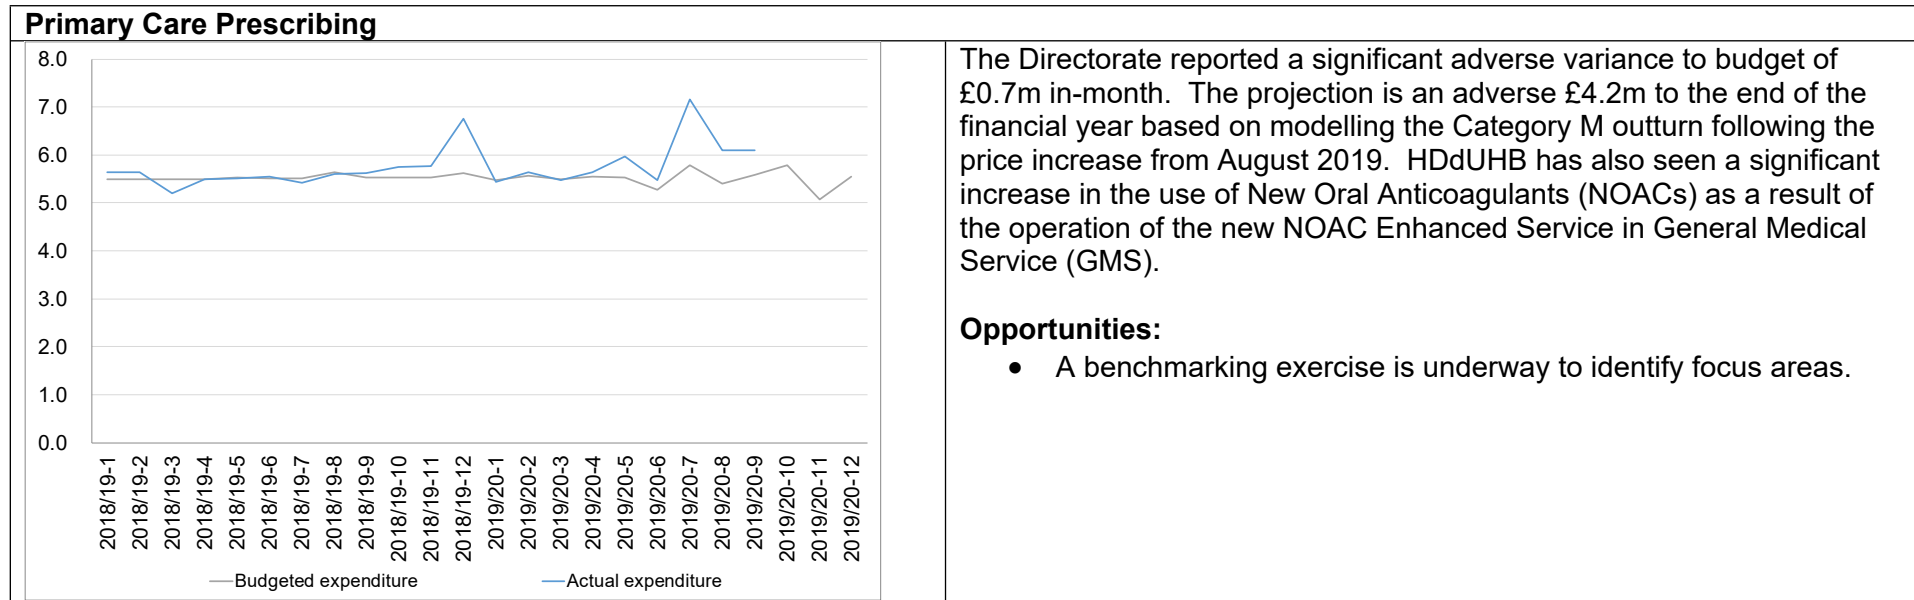 Primary Care Prescribing
8.0
7.0
6.0
5.0
4.0
3.0
2.0
1.0
0.0
2018/19-1
2018/19-2
2018/19-3
2018/19-4
2018/19-5
2018/19-6
2018/19-7
2018/19-8
2018/19-9
2018/19-10
2018/19-11
2018/19-12
2019/20-1
2019/20-2
2019/20-3
2019/20-4
2019/20-5
2019/20-6
2019/20-7
2019/20-8
2019/20-9
2019/20-10
2019/20-11
2019/20-12
Budgeted expenditure
Actual expenditure
The Directorate reported a significant adverse variance to budget of
£0.7m in-month. The projection is an adverse £4.2m to the end of the
financial year based on modelling the Category M outturn following the
price increase from August 2019. HDdUHB has also seen a significant
increase in the use of New Oral Anticoagulants (NOACs) as a result of
the operation of the new NOAC Enhanced Service in General Medical
Service (GMS).
Opportunities:
• A benchmarking exercise is underway to identify focus areas.